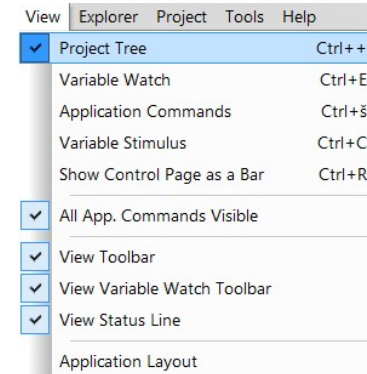 View Explorer Project Tools Help
Project Tree Ctrl++
Variable Watch Ctrl+E
Application Commands Ctrl+š
Variable Stimulus Ctrl+C
Show Control Page as a Bar Ctrl+R
All App. Commands Visible
View Toolbar
View Variable Watch Toolbar
View Status Line
Application Layout